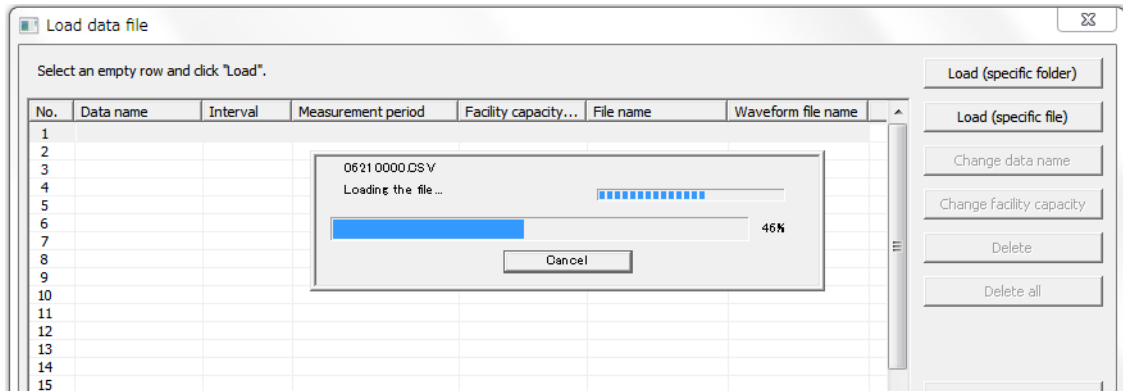 Load data file
Select an empty row and click "Load".
Load (specific folder)
No. Data name Interval Measurement period Facility capacity... File name Waveform file name
Load (specific file)
1
2
3
4
5
6
7
8
9
10
11
12
13
14
15
06210000.CSV
Loading the file...
46%
Cancel
Change data name
Change facility capacity
Delete
Delete all